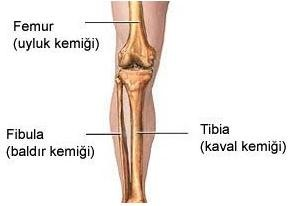 Femur
(uyluk kemiği)
Fibula
(baldır kemiği)
Tibia
(kaval kemiği)